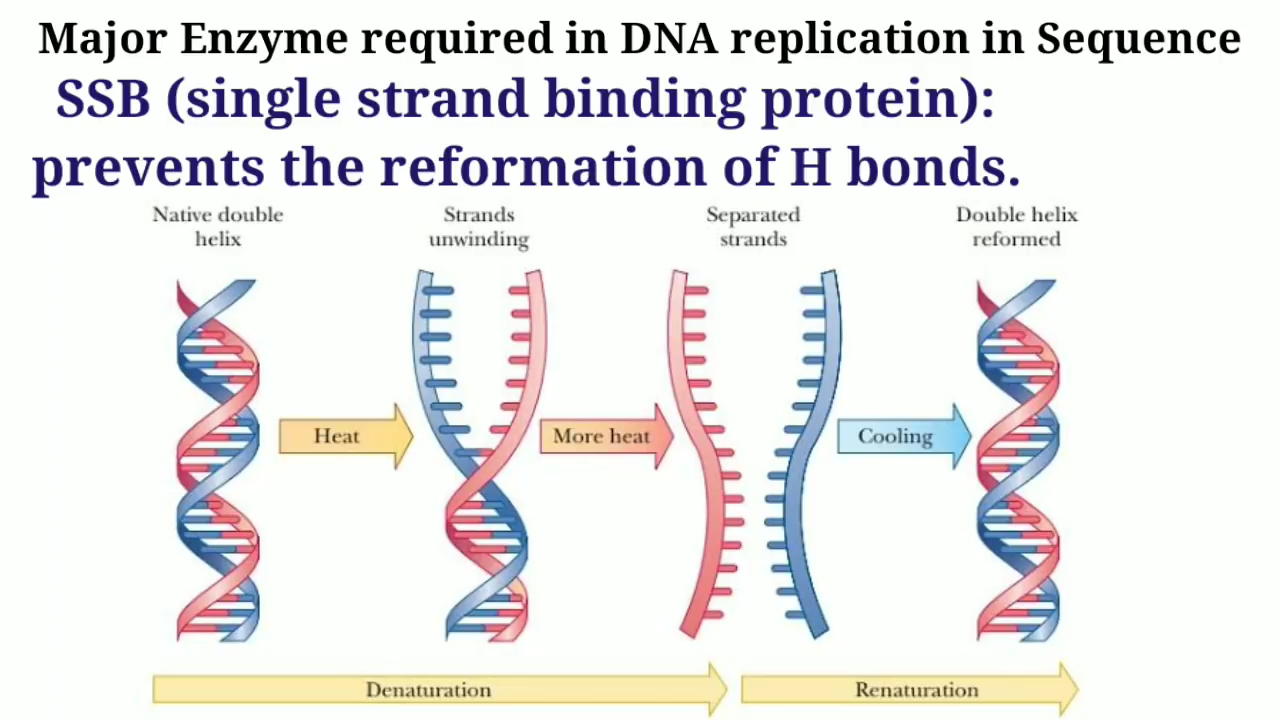 Major Enzyme required in DNA replication in Sequence
SSB (single strand binding protein):
prevents the reformation of H bonds.
Native double
helix
Strands
unwinding
Separated
strands
Double helix
reformed
Heat
More heat
Cooling
Denaturation
Renaturation